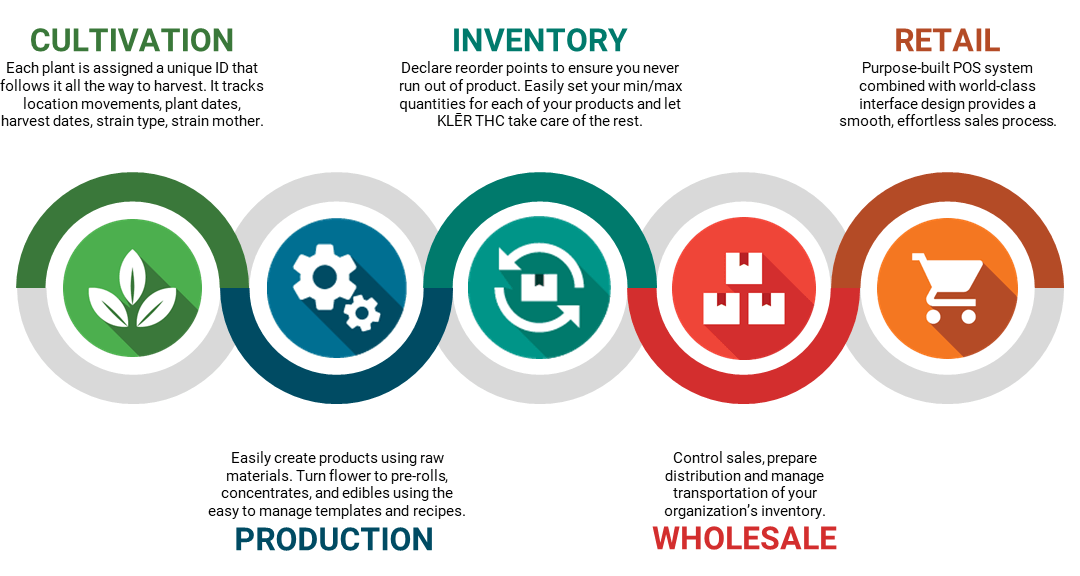 CULTIVATION
Each plant is assigned a unique ID that
follows it all the way to harvest. It tracks
location movements, plant dates,
harvest dates, strain type, strain mother.
INVENTORY
Declare reorder points to ensure you never
run out of product. Easily set your min/max
quantities for each of your products and let
KLĒR THC take care of the rest.
RETAIL
Purpose-built POS system
combined with world-class
interface design provides a
smooth, effortless sales process.
Easily create products using raw
materials. Turn flower to pre-rolls,
concentrates, and edibles using the
easy to manage templates and recipes.
PRODUCTION
Control sales, prepare
distribution and manage
transportation of your
organization’s inventory.
WHOLESALE